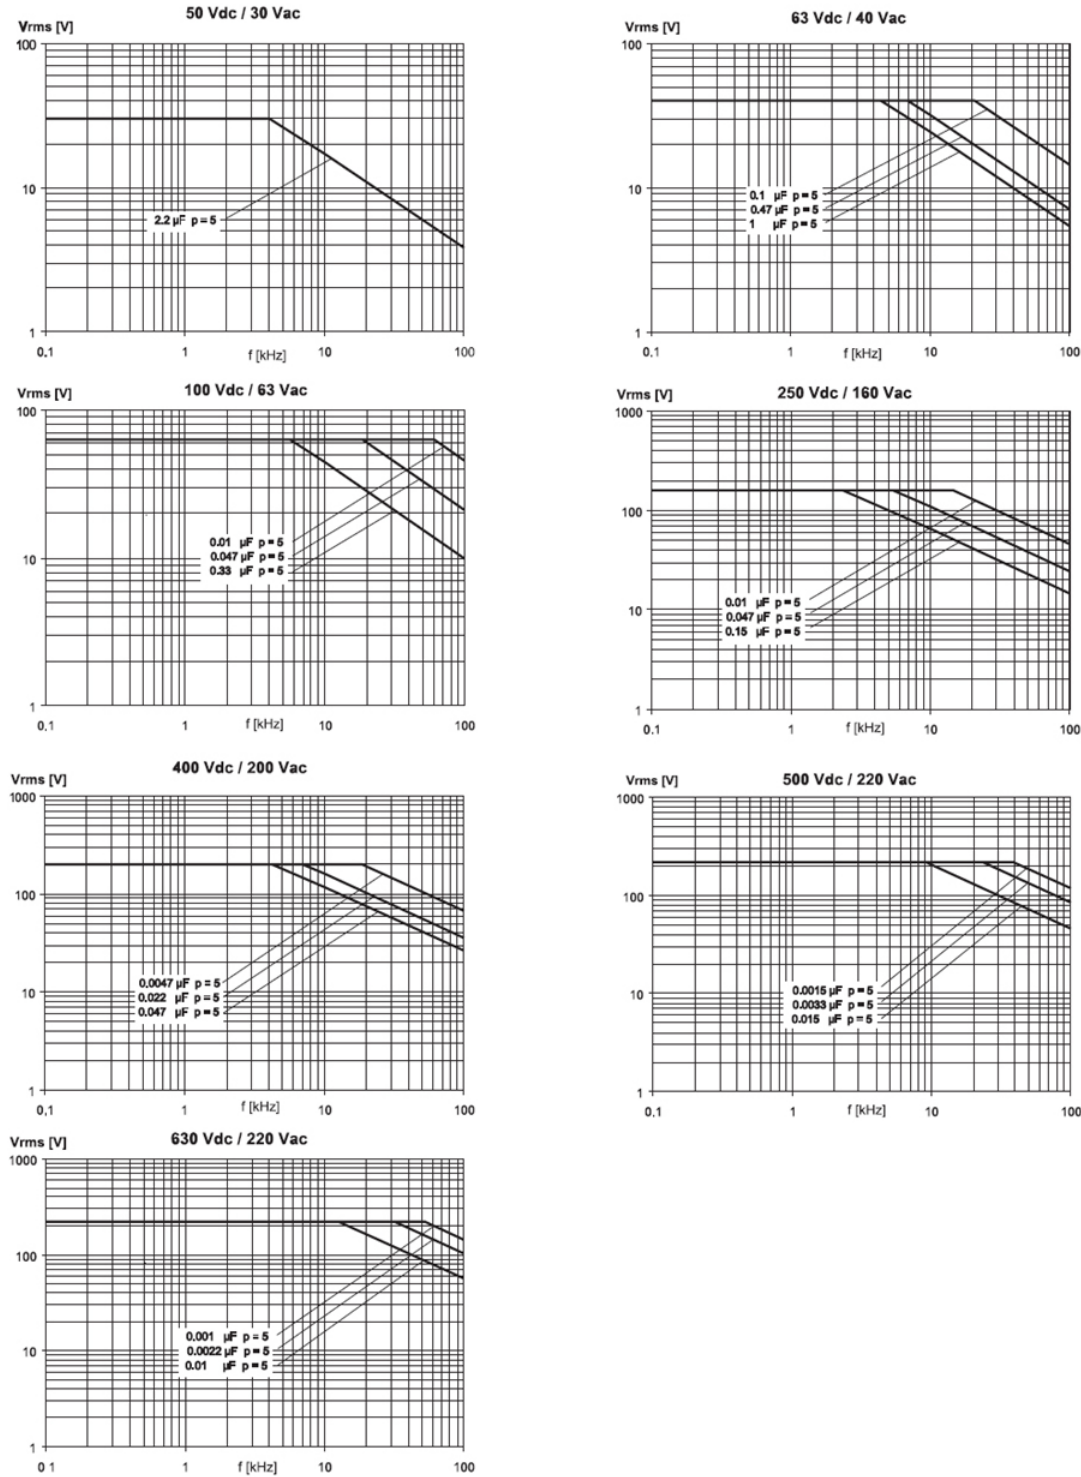 50 Vdc / 30 Vac
Vrms [V]
100
10
2.2 µF p = 5
1
0.1 1 10 100
f [kHz]
63 Vdc / 40 Vac
Vrms [V]
100
10
0.1 µF p = 5
0.47 µF p = 5
1 µF p = 5
1
0.1 1 10 100
f [kHz]
100 Vdc / 63 Vac
Vrms [V]
100
10
0.01 µF p = 5
0.047 µF p = 5
0.33 µF p = 5
1
0.1 1 10 100
f [kHz]
250 Vdc / 160 Vac
Vrms [V]
1000
100
10
0.01 µF p = 5
0.047 µF p = 5
0.15 µF p = 5
1
0.1 1 10 100
f [kHz]
400 Vdc / 200 Vac
Vrms [V]
1000
100
10
0.0047 µF p = 5
0.022 µF p = 5
0.047 µF p = 5
1
0,1 1 10 100
f [kHz]
500 Vdc / 220 Vac
Vrms [V]
1000
100
10
0.0015 µF p = 5
0.0033 µF p = 5
0.015 µF p = 5
1
0,1 1 10 100
f [kHz]
630 Vdc / 220 Vac
Vrms [V]
1000
100
10
0.001 µF p = 5
0.0022 µF p = 5
0.01 µF p = 5
1
0 1 1 10 100
f [kHz]